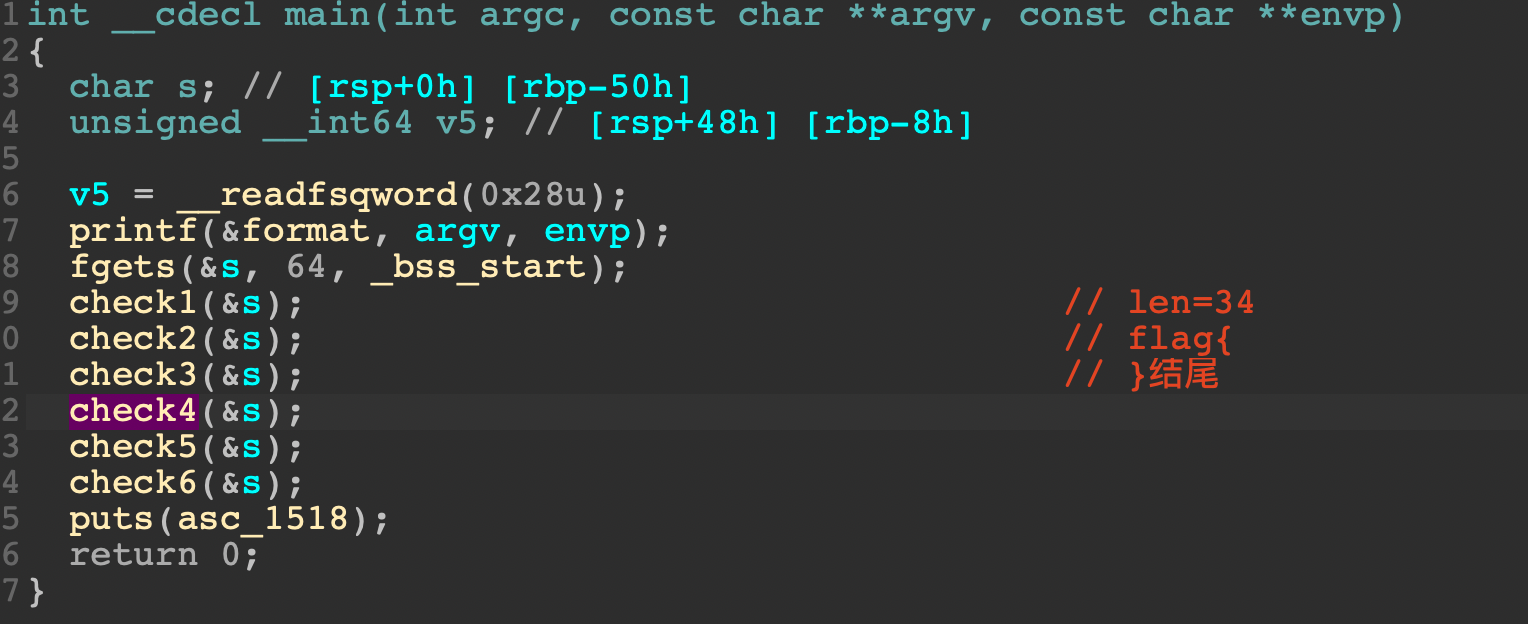 1 int __cdecl main(int argc, const char **argv, const char **envp)
2 {
3   char s; // [rsp+0h] [rbp-50h]
4   unsigned __int64 v5; // [rsp+48h] [rbp-8h]
5
6   v5 = __readfsqword(0x28u);
7   printf(&format, argv, envp);
8   fgets(&s, 64, _bss_start);
9   check1(&s); // len=34
0   check2(&s); // flag{
1   check3(&s); // }结尾
2   check4(&s);
3   check5(&s);
4   check6(&s);
5   puts(asc_1518);
6   return 0;
7 }